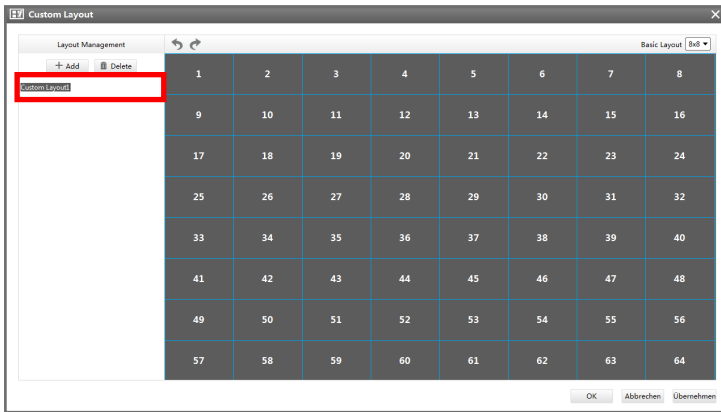 Custom Layout
Layout Management
Basic Layout 8x8
Add Delete
Custom Layout1
1 2 3 4 5 6 7 8
9 10 11 12 13 14 15 16
17 18 19 20 21 22 23 24
25 26 27 28 29 30 31 32
33 34 35 36 37 38 39 40
41 42 43 44 45 46 47 48
49 50 51 52 53 54 55 56
57 58 59 60 61 62 63 64
OK Abbrechen Übernehmen